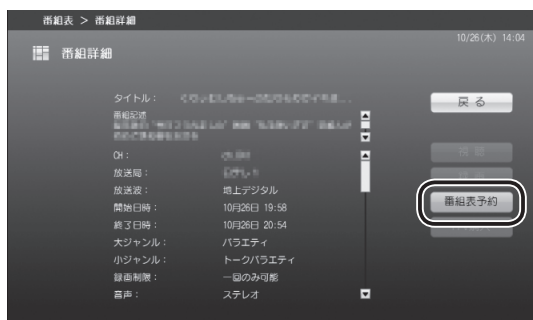 番組表 > 番組詳細
10/26(木) 14:04
番組詳細
タイトル：
戻る
番組記述
CH：
放送局：
放送波： 地上デジタル
開始日時： 10月26日 19:58
番組表予約
終了日時： 10月26日 20:54
大ジャンル： バラエティ
小ジャンル： トークバラエティ
録画制限： 一回のみ可能
音声： ステレオ